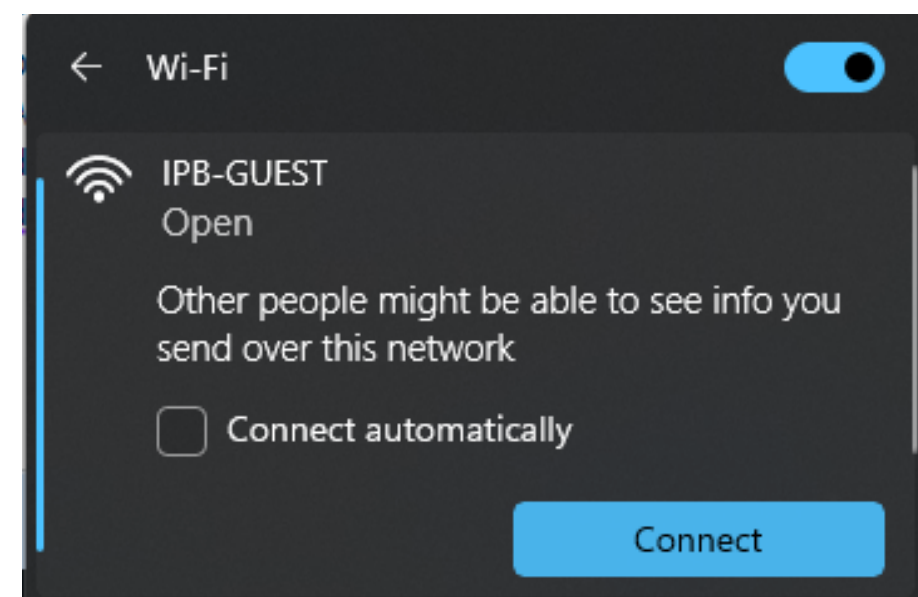 Wi-Fi
IPB-GUEST
Open
Other people might be able to see info you
send over this network
Connect automatically
Connect